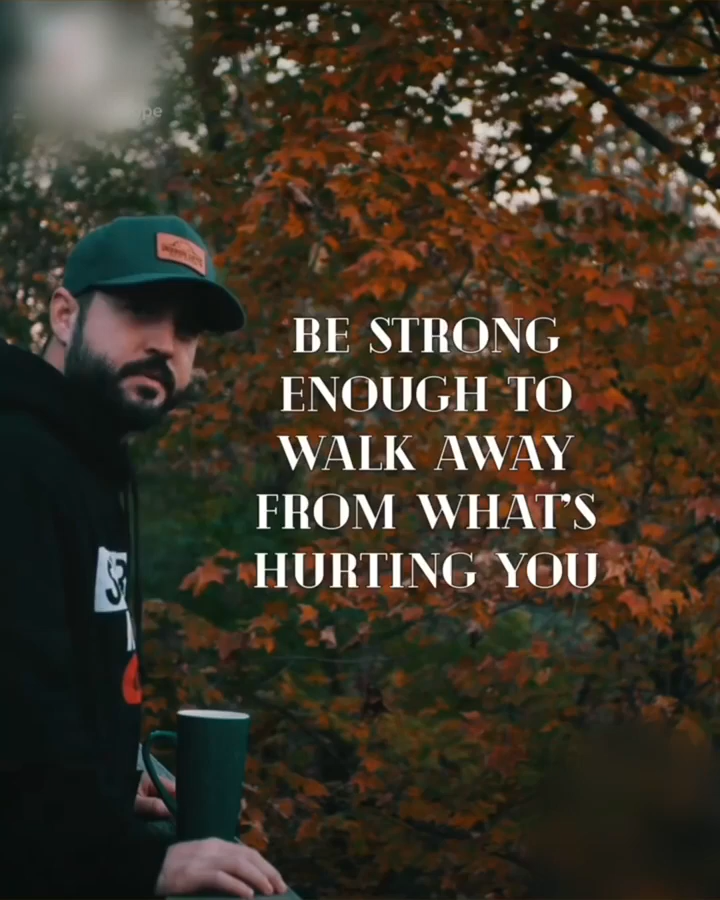 BE STRONG
ENOUGH TO
WALK AWAY
FROM WHAT'S
HURTING YOU